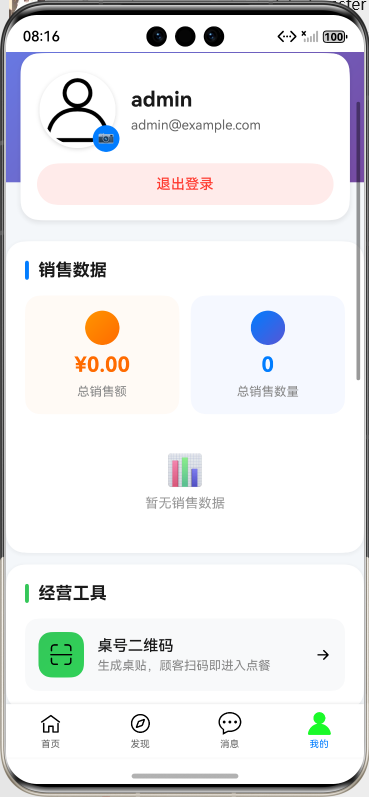 08:16
100
admin
admin@example.com
退出登录
销售数据
¥0.00
总销售额
0
总销售数量
暂无销售数据
经营工具
桌号二维码
生成桌贴，顾客扫码即进入点餐
首页
发现
消息
我的